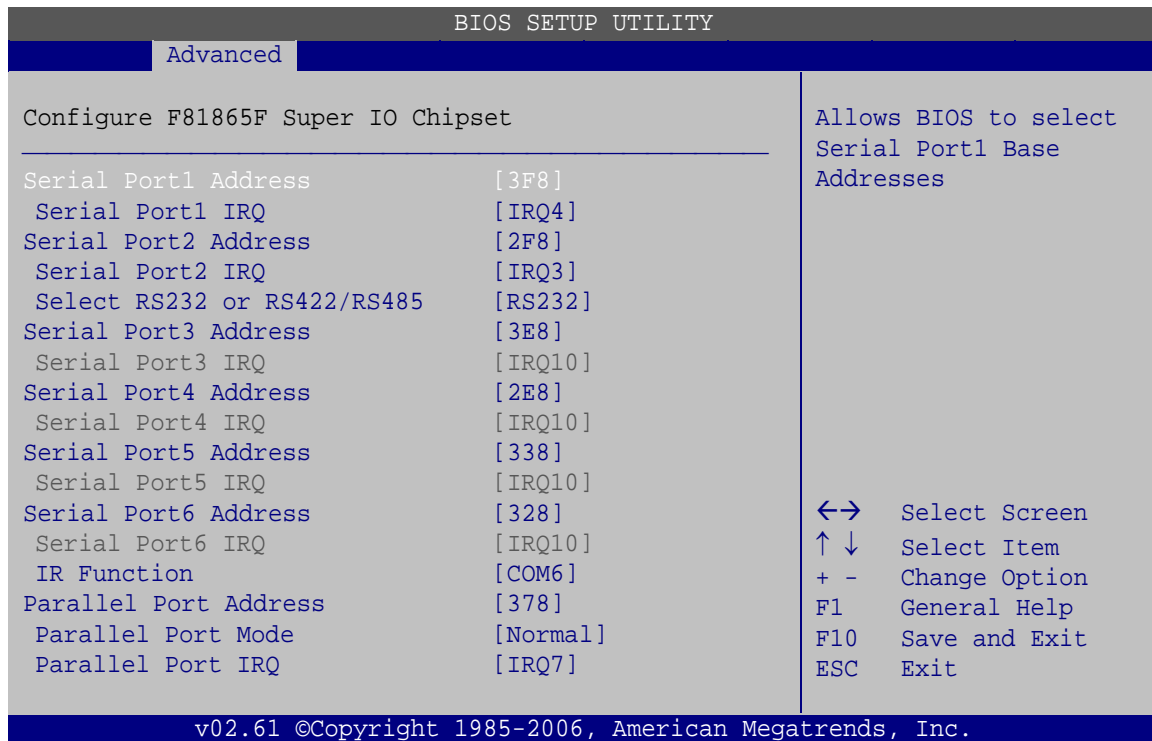 BIOS SETUP UTILITY
Advanced
Configure F81865F Super IO Chipset
Serial Port1 Address [3F8]
Serial Port1 IRQ [IRQ4]
Serial Port2 Address [2F8]
Serial Port2 IRQ [IRQ3]
Select RS232 or RS422/RS485 [RS232]
Serial Port3 Address [3E8]
Serial Port3 IRQ [IRQ10]
Serial Port4 Address [2E8]
Serial Port4 IRQ [IRQ10]
Serial Port5 Address [338]
Serial Port5 IRQ [IRQ10]
Serial Port6 Address [328]
Serial Port6 IRQ [IRQ10]
IR Function [COM6]
Parallel Port Address [378]
Parallel Port Mode [Normal]
Parallel Port IRQ [IRQ7]
Allows BIOS to select
Serial Port1 Base
Addresses
←→ Select Screen
↑ ↓ Select Item
+ - Change Option
F1 General Help
F10 Save and Exit
ESC Exit
v02.61 ©Copyright 1985-2006, American Megatrends, Inc.